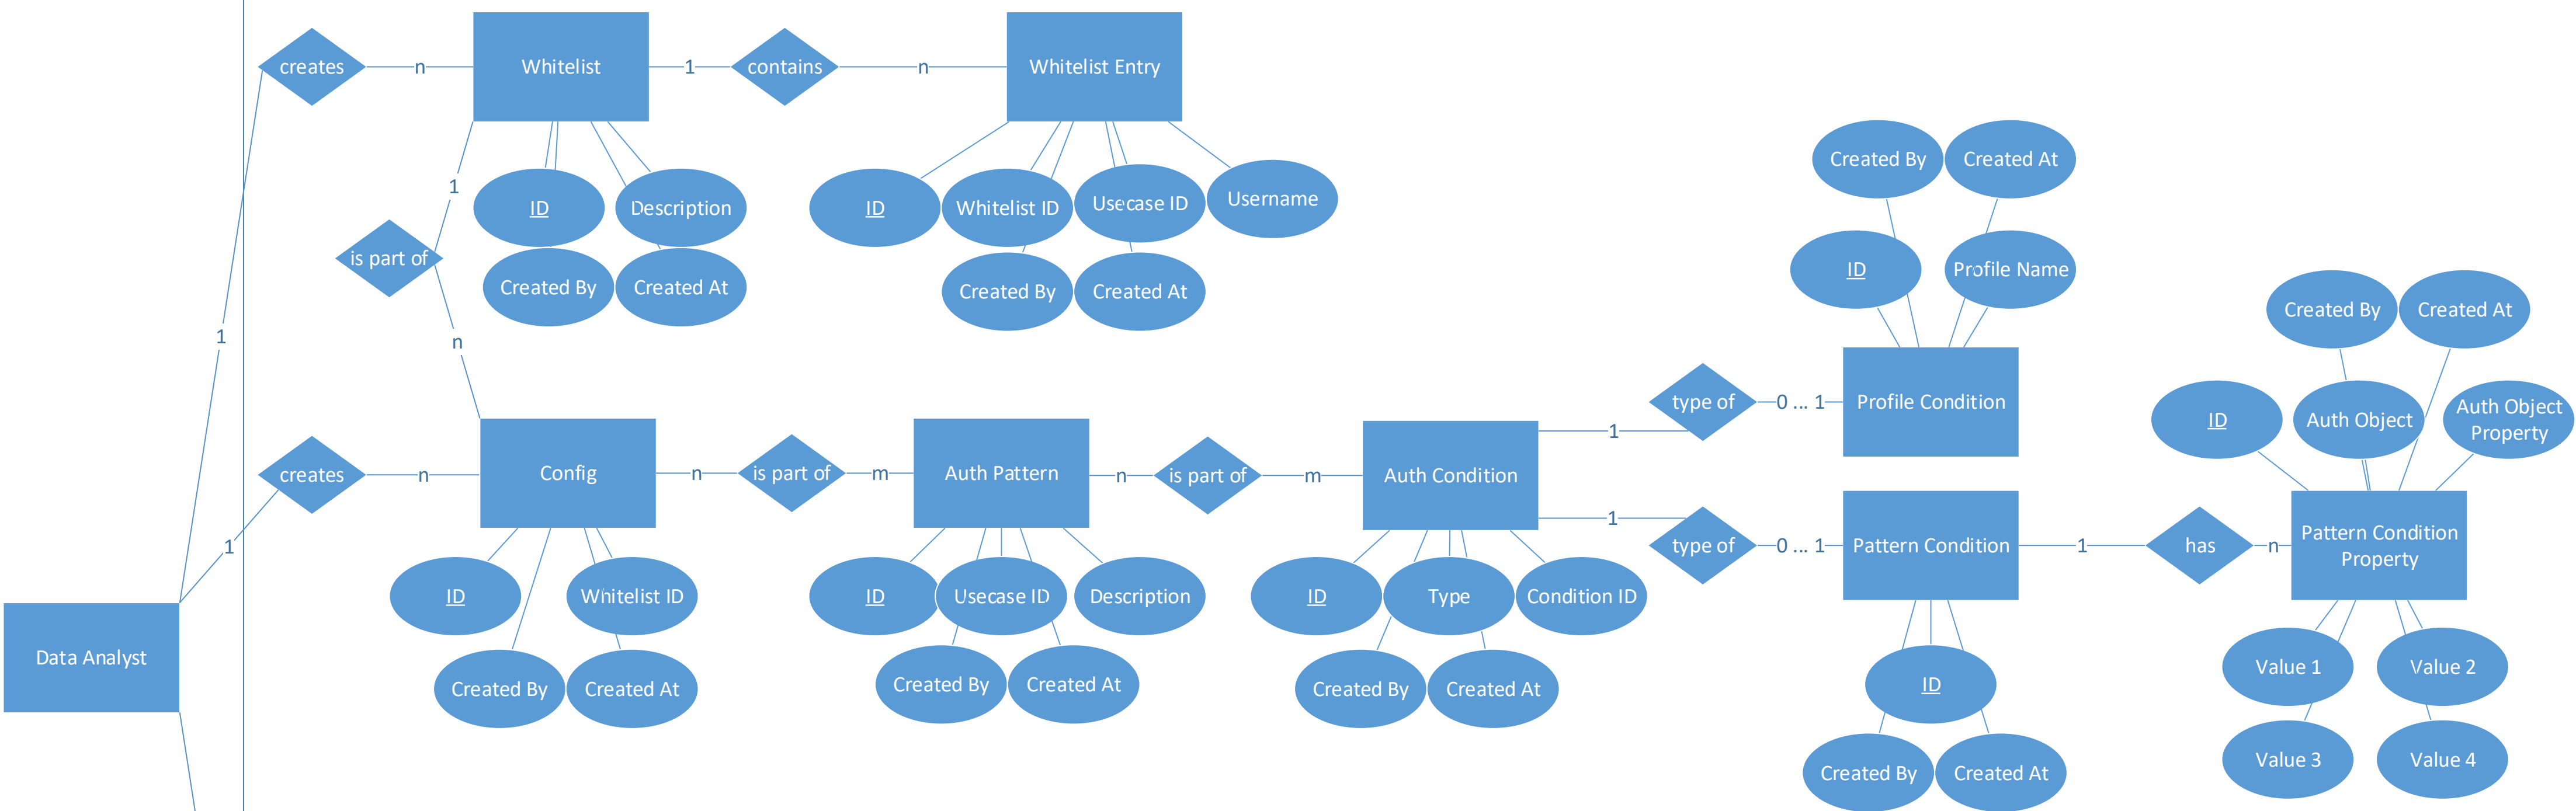 creates
n
Whitelist
1
contains
n
Whitelist Entry
1
ID
Description
Created By
Created At
ID
Whitelist ID
Usecase ID
Username
Created By
Created At
is part of
n
1
Created By
Created At
ID
Profile Name
type of
0 ... 1
Profile Condition
1
creates
n
Config
n
is part of
m
Auth Pattern
n
is part of
m
Auth Condition
1
1
type of
0 ... 1
Pattern Condition
1
has
n
Pattern Condition
Property
Created By
Created At
ID
Auth Object
Auth Object
Property
ID
Whitelist ID
Created By
Created At
ID
Usecase ID
Description
Created By
Created At
ID
Type
Condition ID
Created By
Created At
ID
Created By
Created At
Value 1
Value 2
Value 3
Value 4
Data Analyst